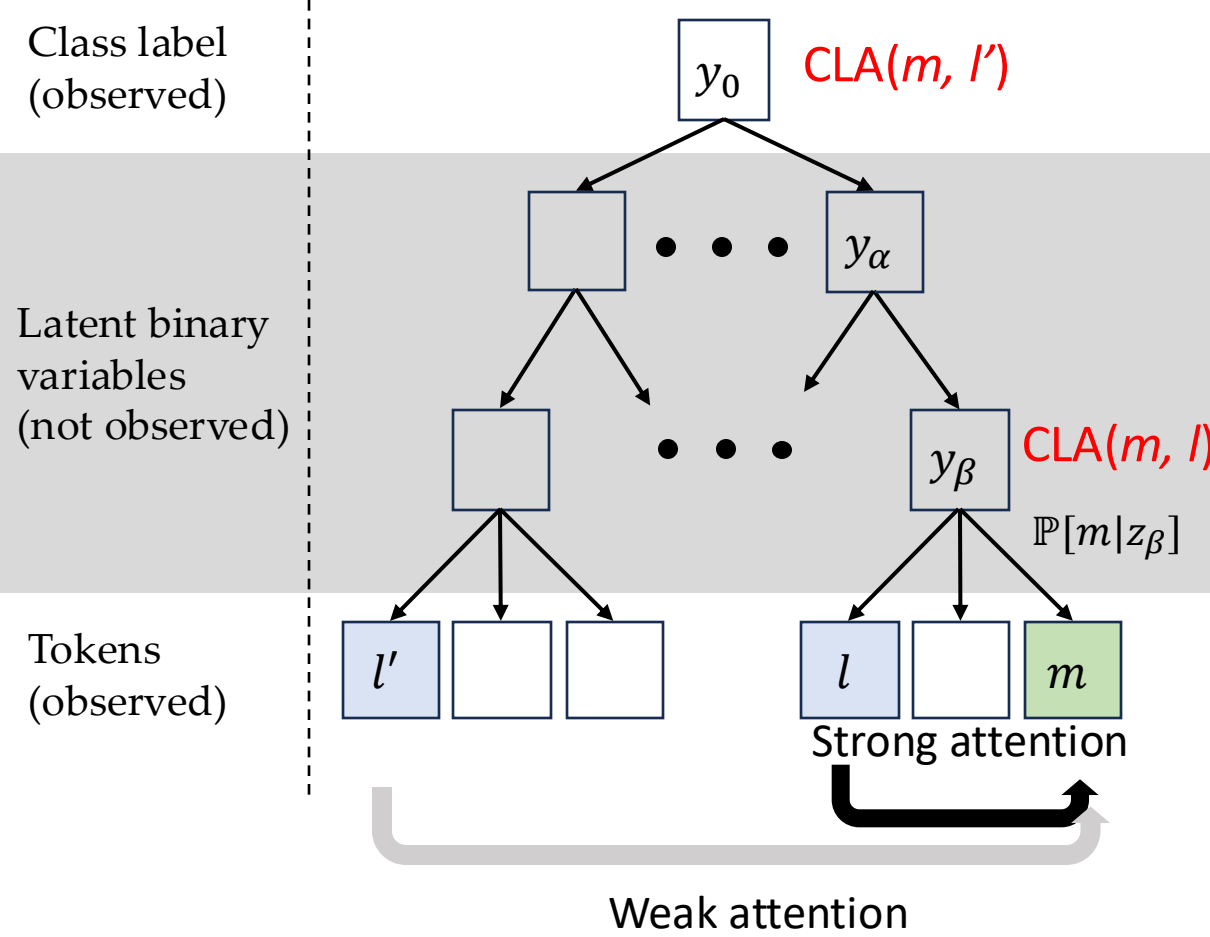 Class label
(observed)
y₀
CLA(m, l’)
Latent binary
variables
(not observed)
yα
yβ
CLA(m, l)
ℙ[m|zβ]
Tokens
(observed)
l′
l
m
Strong attention
Weak attention